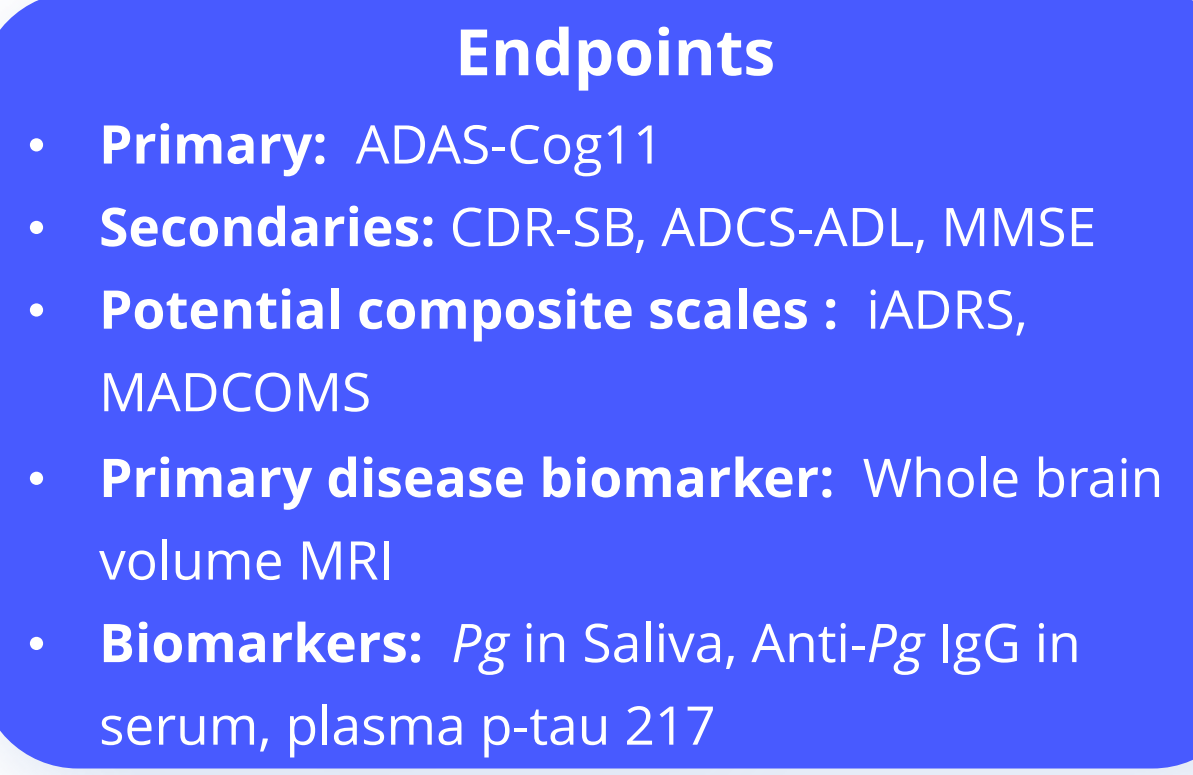 Endpoints
• Primary: ADAS-Cog11
• Secondaries: CDR-SB, ADCS-ADL, MMSE
• Potential composite scales : iADRS,
MADCOMS
• Primary disease biomarker: Whole brain
volume MRI
• Biomarkers: Pg in Saliva, Anti-Pg IgG in
serum, plasma p-tau 217